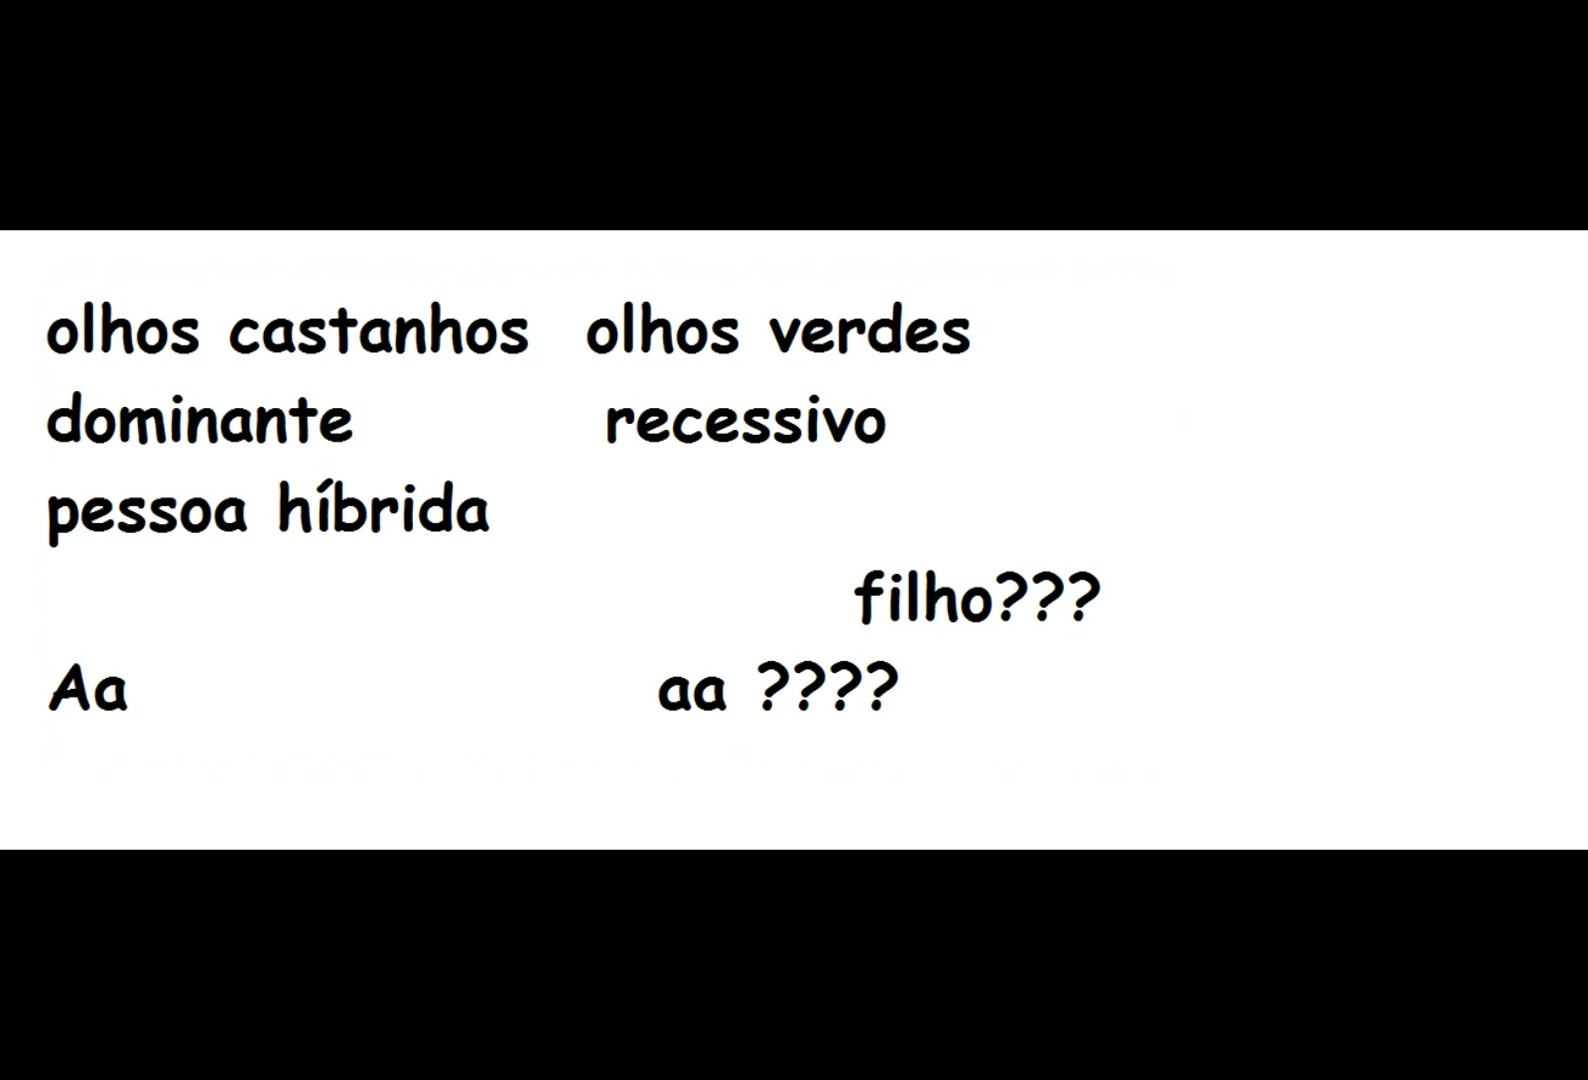 olhos castanhos olhos verdes
dominante recessivo
pessoa híbrida
filho???
Aa aa ????